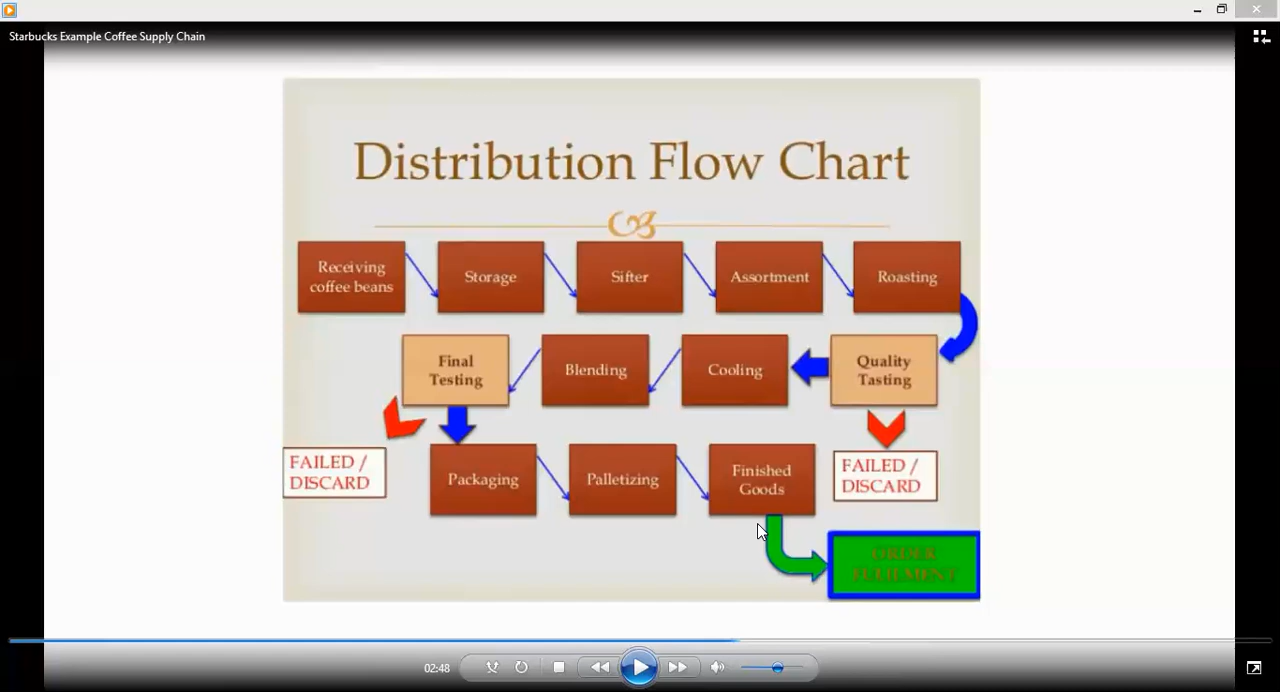 Starbucks Example Coffee Supply Chain
Distribution Flow Chart
Receiving
coffee beans
Storage
Sifter
Assortment
Roasting
Final
Testing
Blending
Cooling
Quality
Tasting
FAILED /
DISCARD
Packaging
Palletizing
Finished
Goods
FAILED /
DISCARD
ORDER
02:48